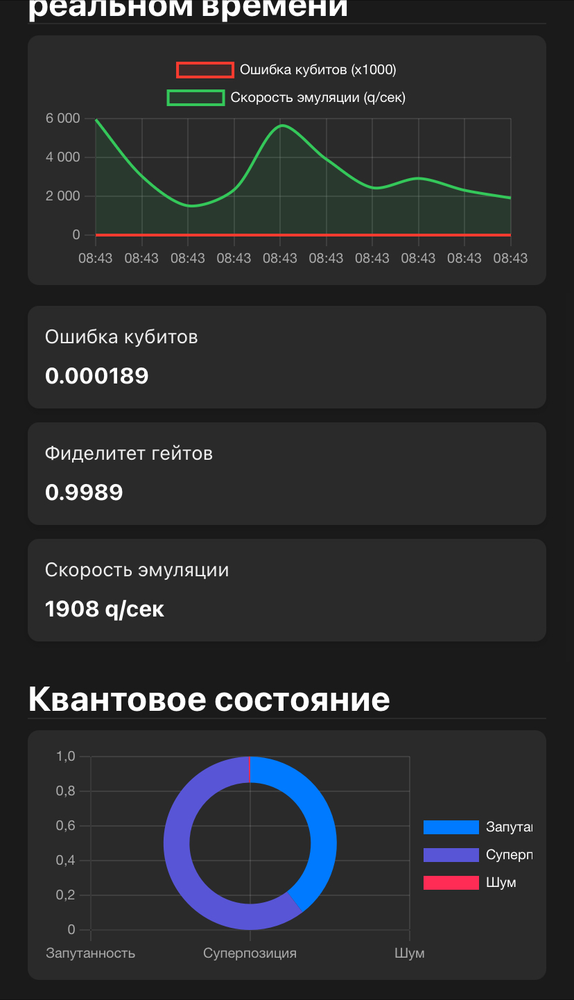 реальном времени
Ошибка кубитов (x1000)
Скорость эмуляции (q/сек)
6 000
4 000
2 000
0
08:43 08:43 08:43 08:43 08:43 08:43 08:43 08:43 08:43 08:43
Ошибка кубитов
0.000189
Фиделитет гейтов
0.9989
Скорость эмуляции
1908 q/сек
Квантовое состояние
1,0
0,8
0,6
0,4
0,2
0
Запутанность Суперпозиция Шум
Запута
Суперп
Шум